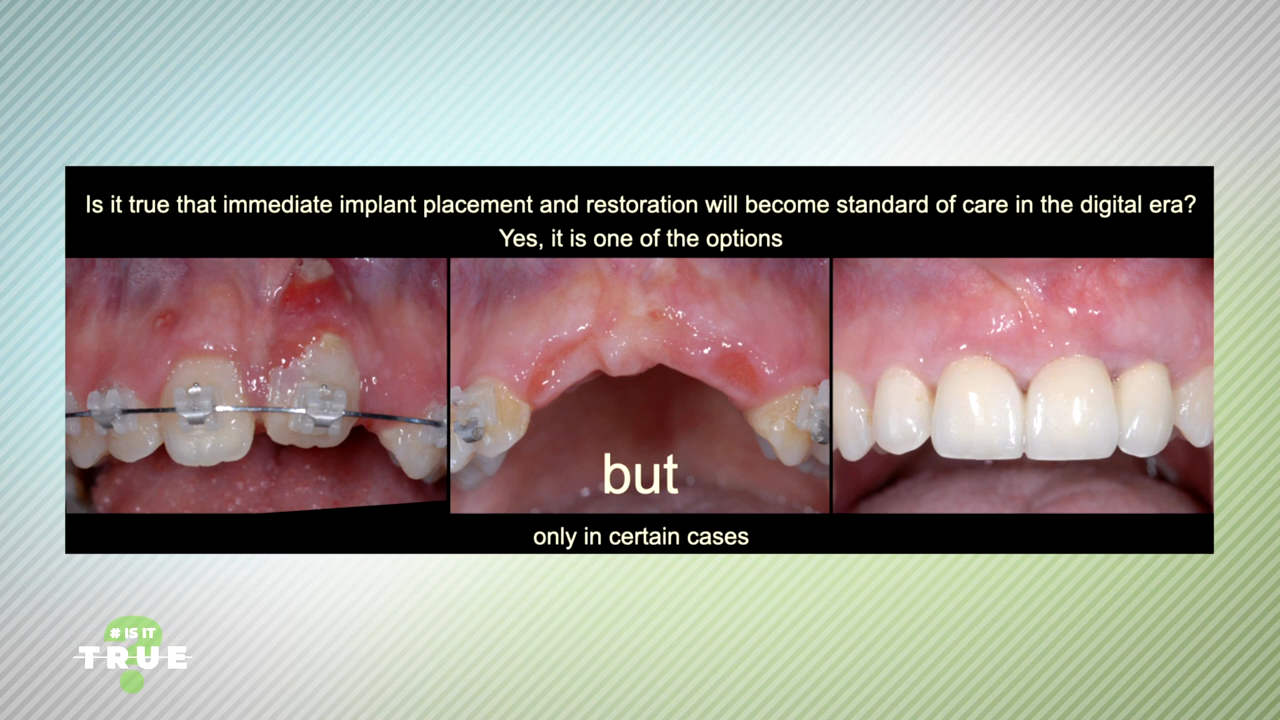 Is it true that immediate implant placement and restoration will become standard of care in the digital era?
Yes, it is one of the options
but
only in certain cases
# IS IT
TRUE
?